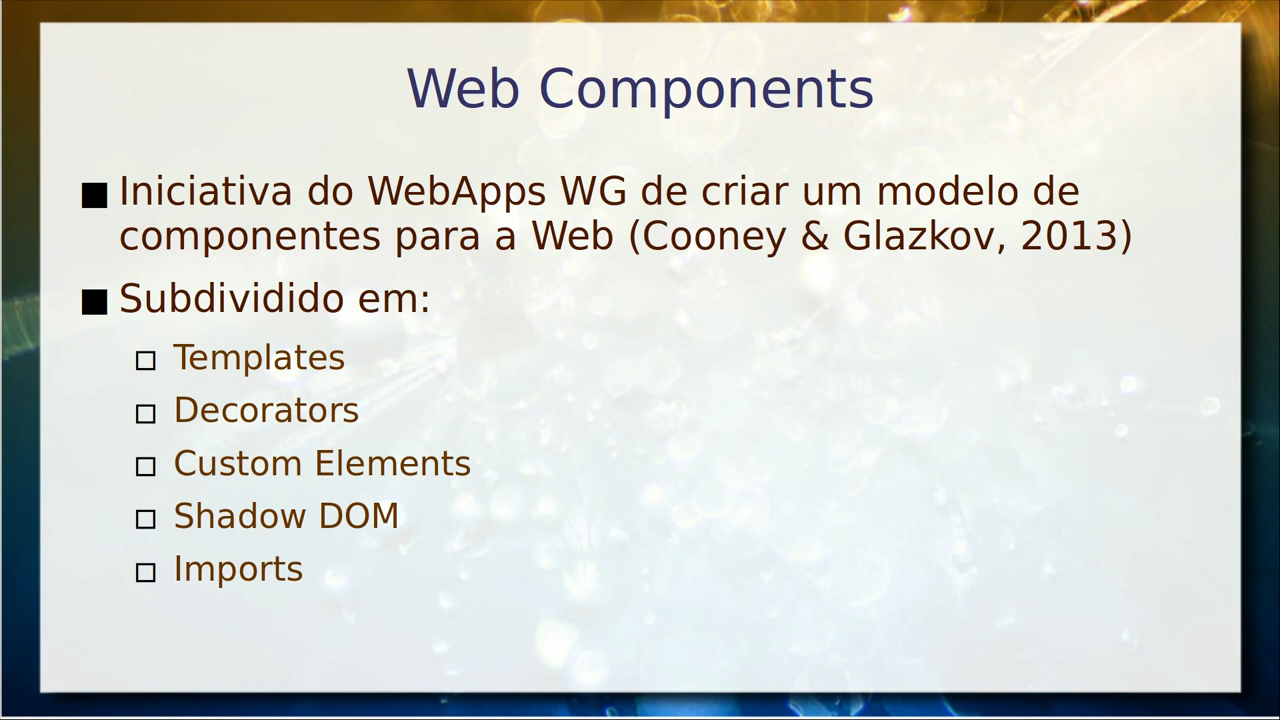 Web Components
■ Iniciativa do WebApps WG de criar um modelo de
componentes para a Web (Cooney & Glazkov, 2013)
■ Subdividido em:
□ Templates
□ Decorators
□ Custom Elements
□ Shadow DOM
□ Imports